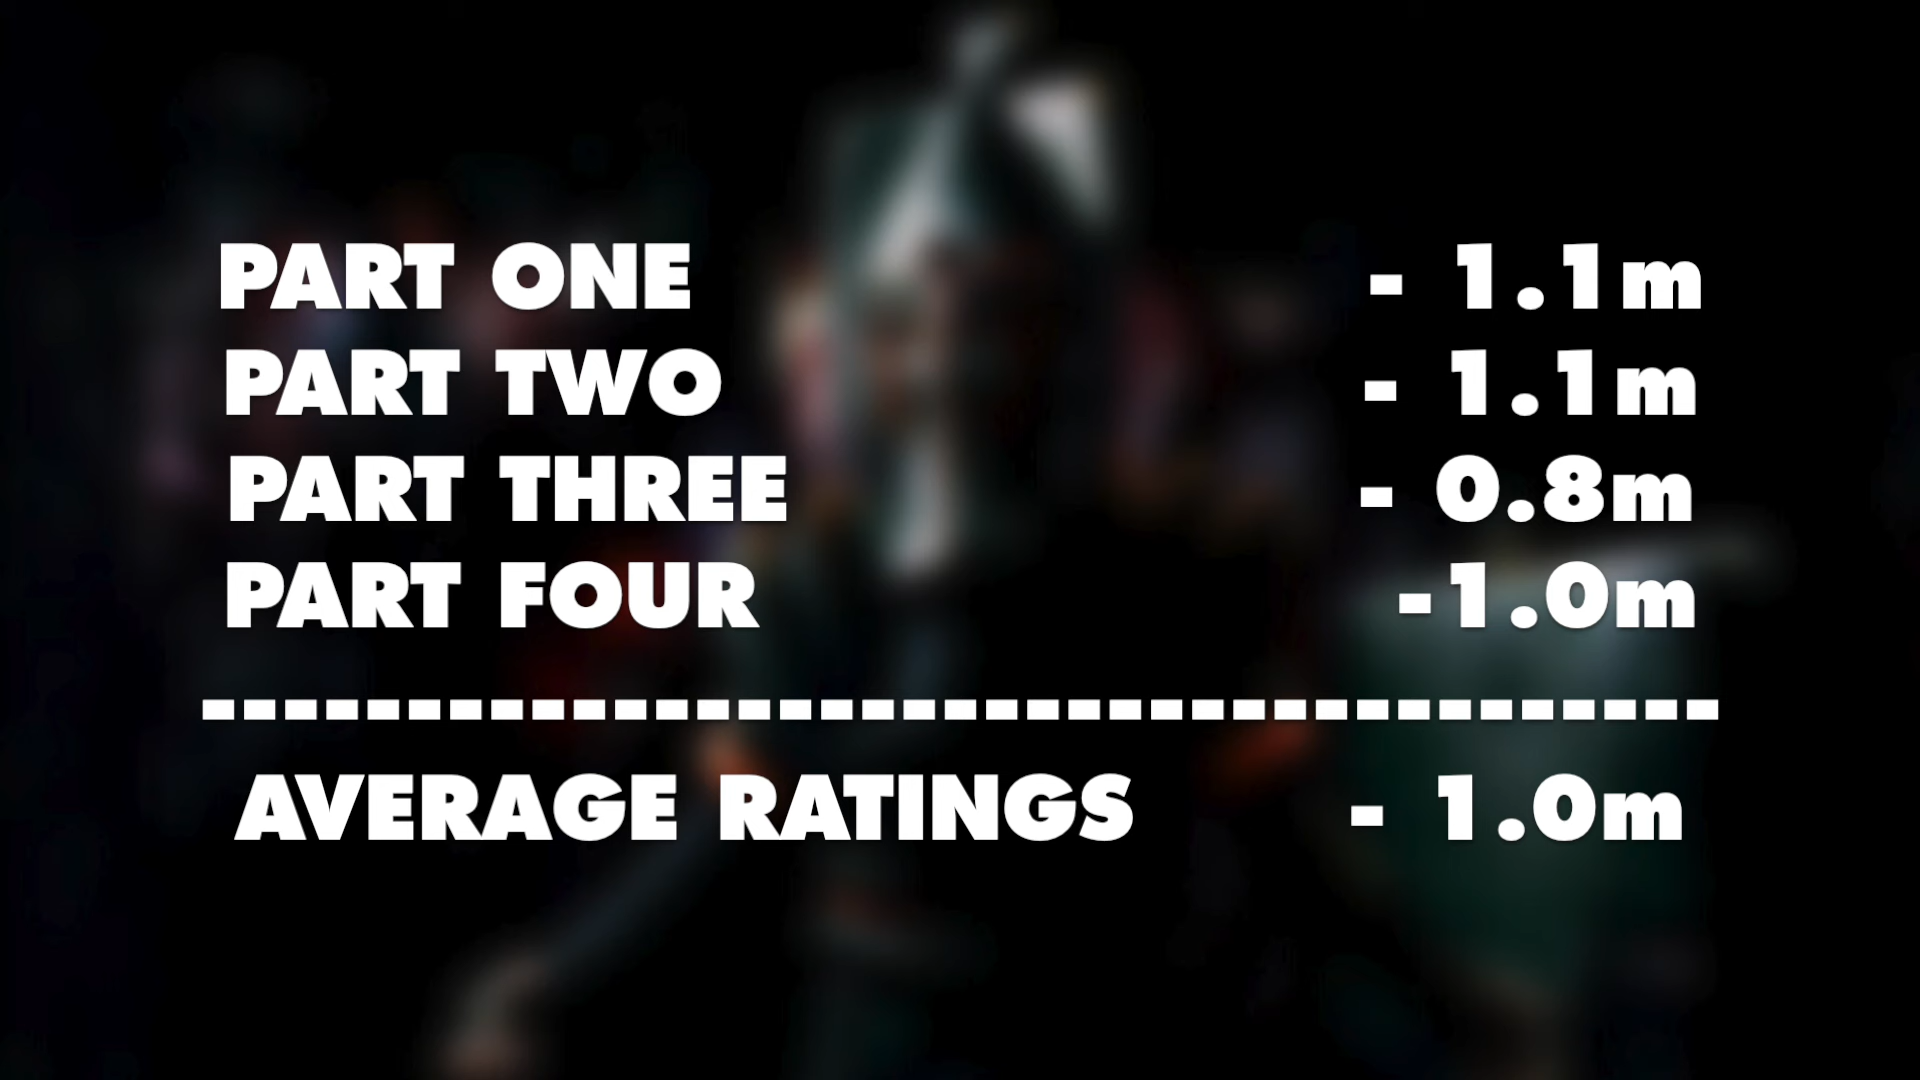 PART ONE - 1.1m
PART TWO - 1.1m
PART THREE - 0.8m
PART FOUR -1.0m
-------------------------------------
AVERAGE RATINGS - 1.0m